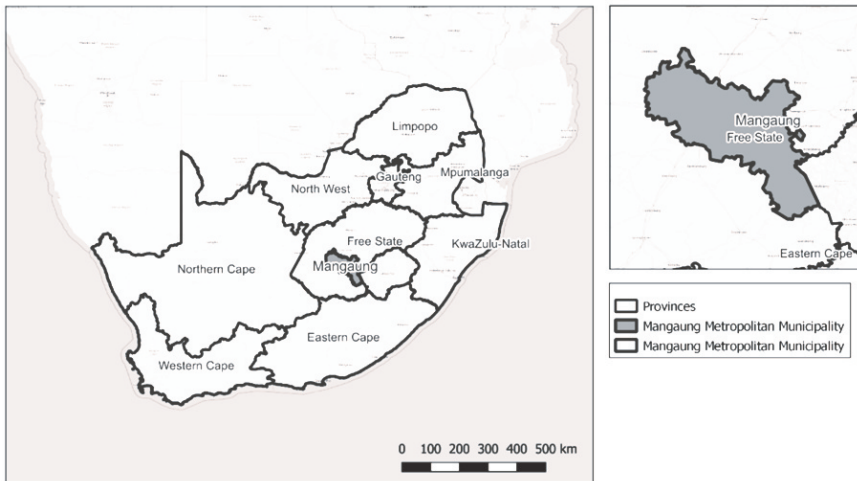 Limpopo
Gauteng
Mpumalanga
North West
Free State
KwaZulu-Natal
Mangaung
Northern Cape
Eastern Cape
Western Cape
0 100 200 300 400 500 km
Mangaung
Free State
Eastern Cape
Provinces
Mangaung Metropolitan Municipality
Mangaung Metropolitan Municipality